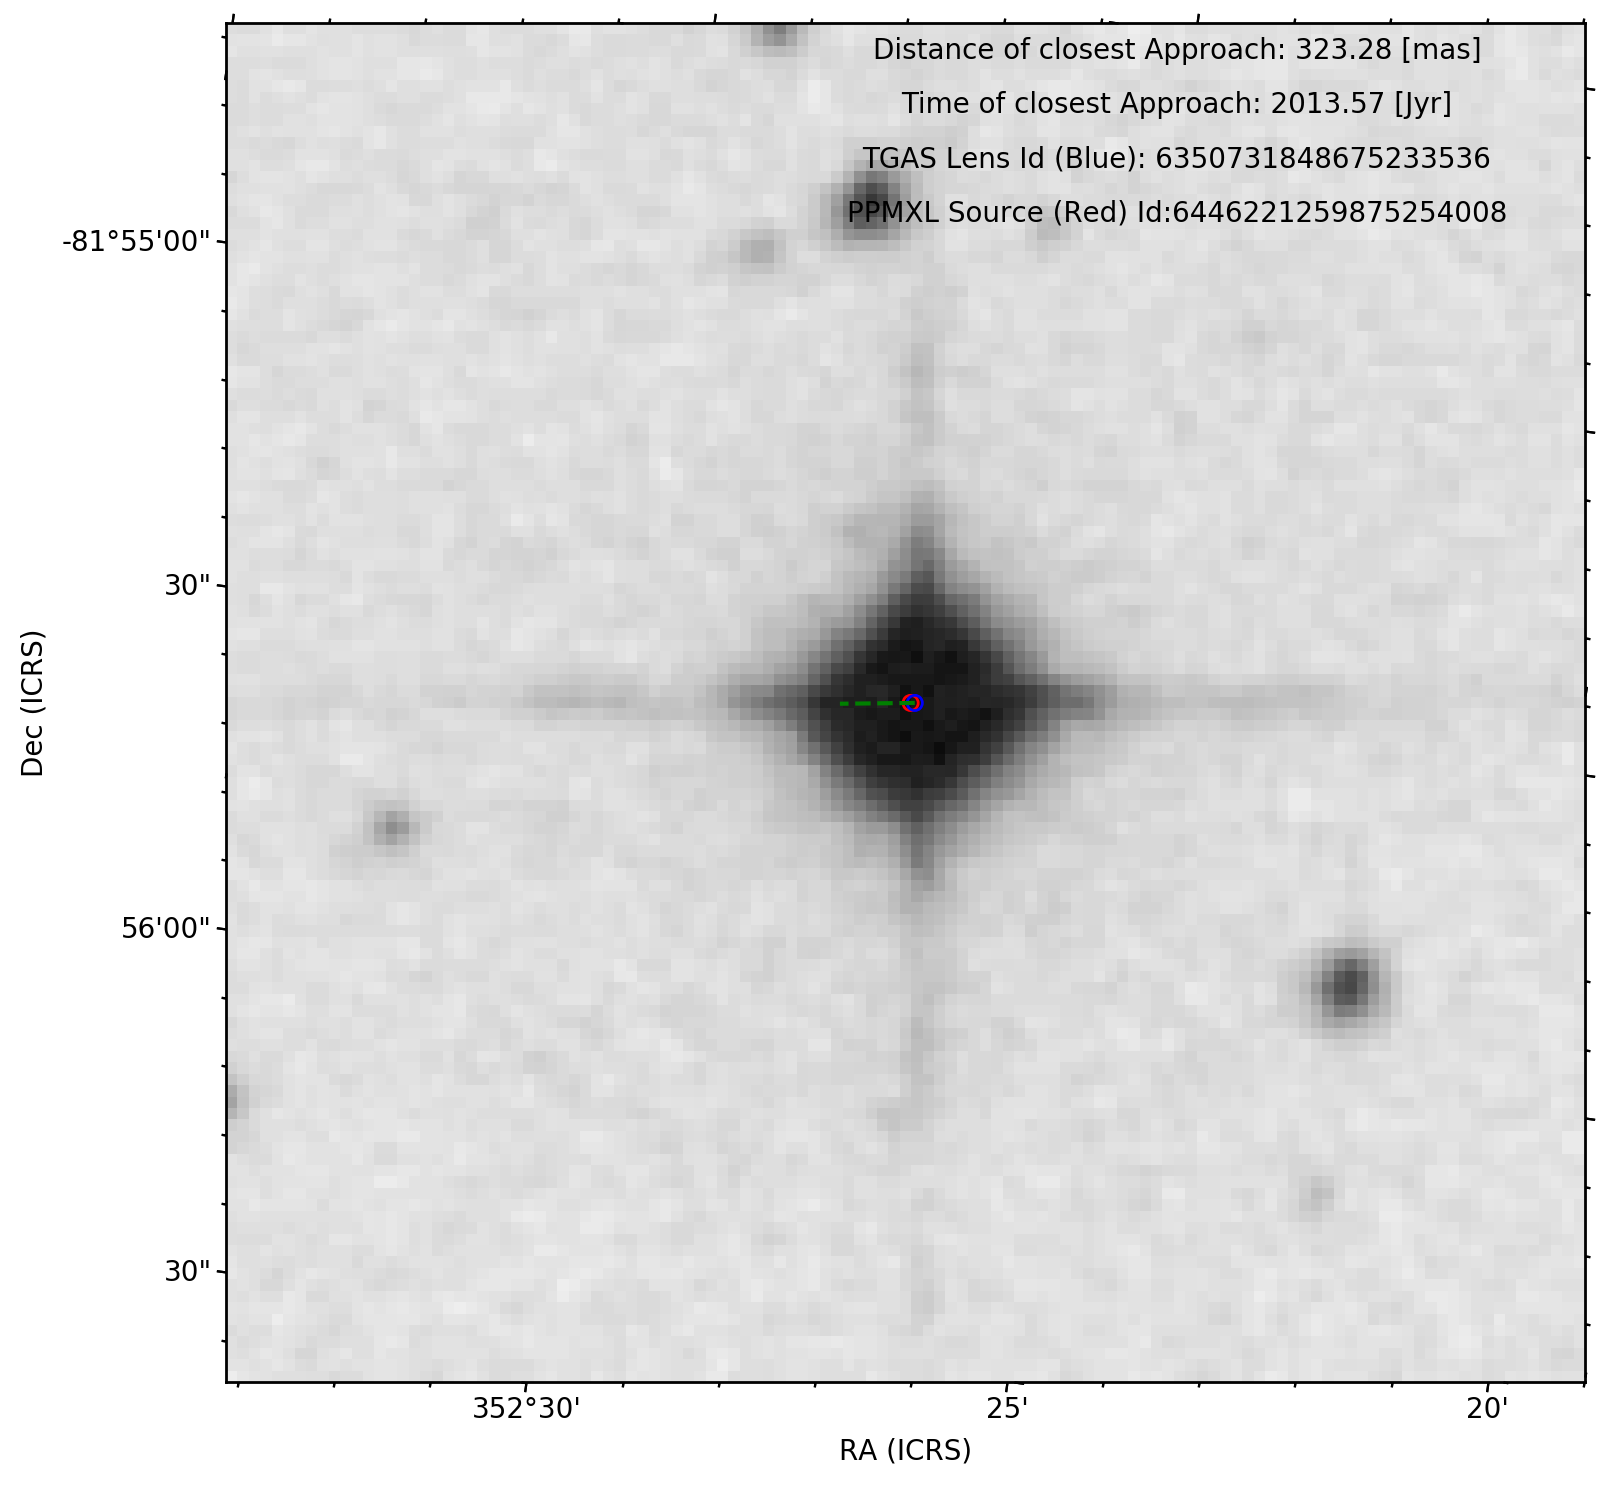 Distance of closest Approach: 323.28 [mas]
Time of closest Approach: 2013.57 [Jyr]
TGAS Lens Id (Blue): 6350731848675233536
PPMXL Source (Red) Id:6446221259875254008
-81°55'00"
30"
56'00"
30"
Dec (ICRS)
352°30'
25'
20'
RA (ICRS)